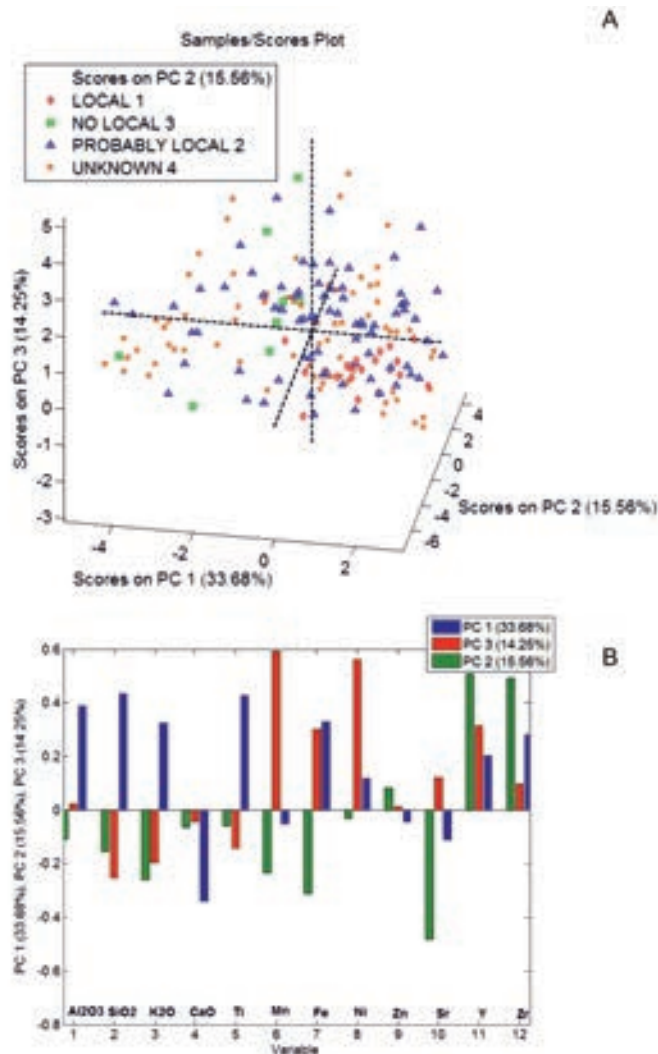 A
Samples/Scores Plot
Scores on PC 2 (15.56%)
LOCAL 1
NO LOCAL 3
PROBABLY LOCAL 2
UNKNOWN 4
Scores on PC 3 (14.25%)
5
4
3
2
1
0
-1
-2
-3
-4
-2
0
2
Scores on PC 1 (33.68%)
4
2
0
-2
-4
-6
Scores on PC 2 (15.56%)
B
PC 1 (33.68%)
PC 3 (14.25%)
PC 2 (15.56%)
PC 1 (33.68%), PC 2 (15.56%), PC 3 (14.25%)
0.6
0.4
0.2
0
-0.2
-0.4
-0.6
-0.8
Al2O3 SiO2 K2O CaO Ti Mn Fe Ni Zn Sr Y Zr
1 2 3 4 5 6 7 8 9 10 11 12
Variable